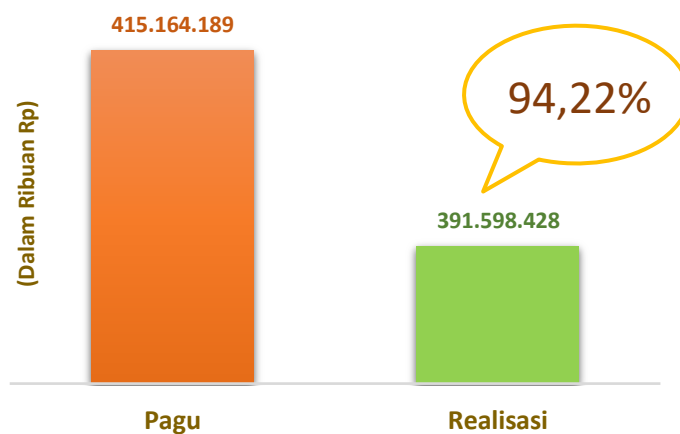 415.164.189
94,22%
391.598.428
(Dalam Ribuan Rp)
Pagu
Realisasi